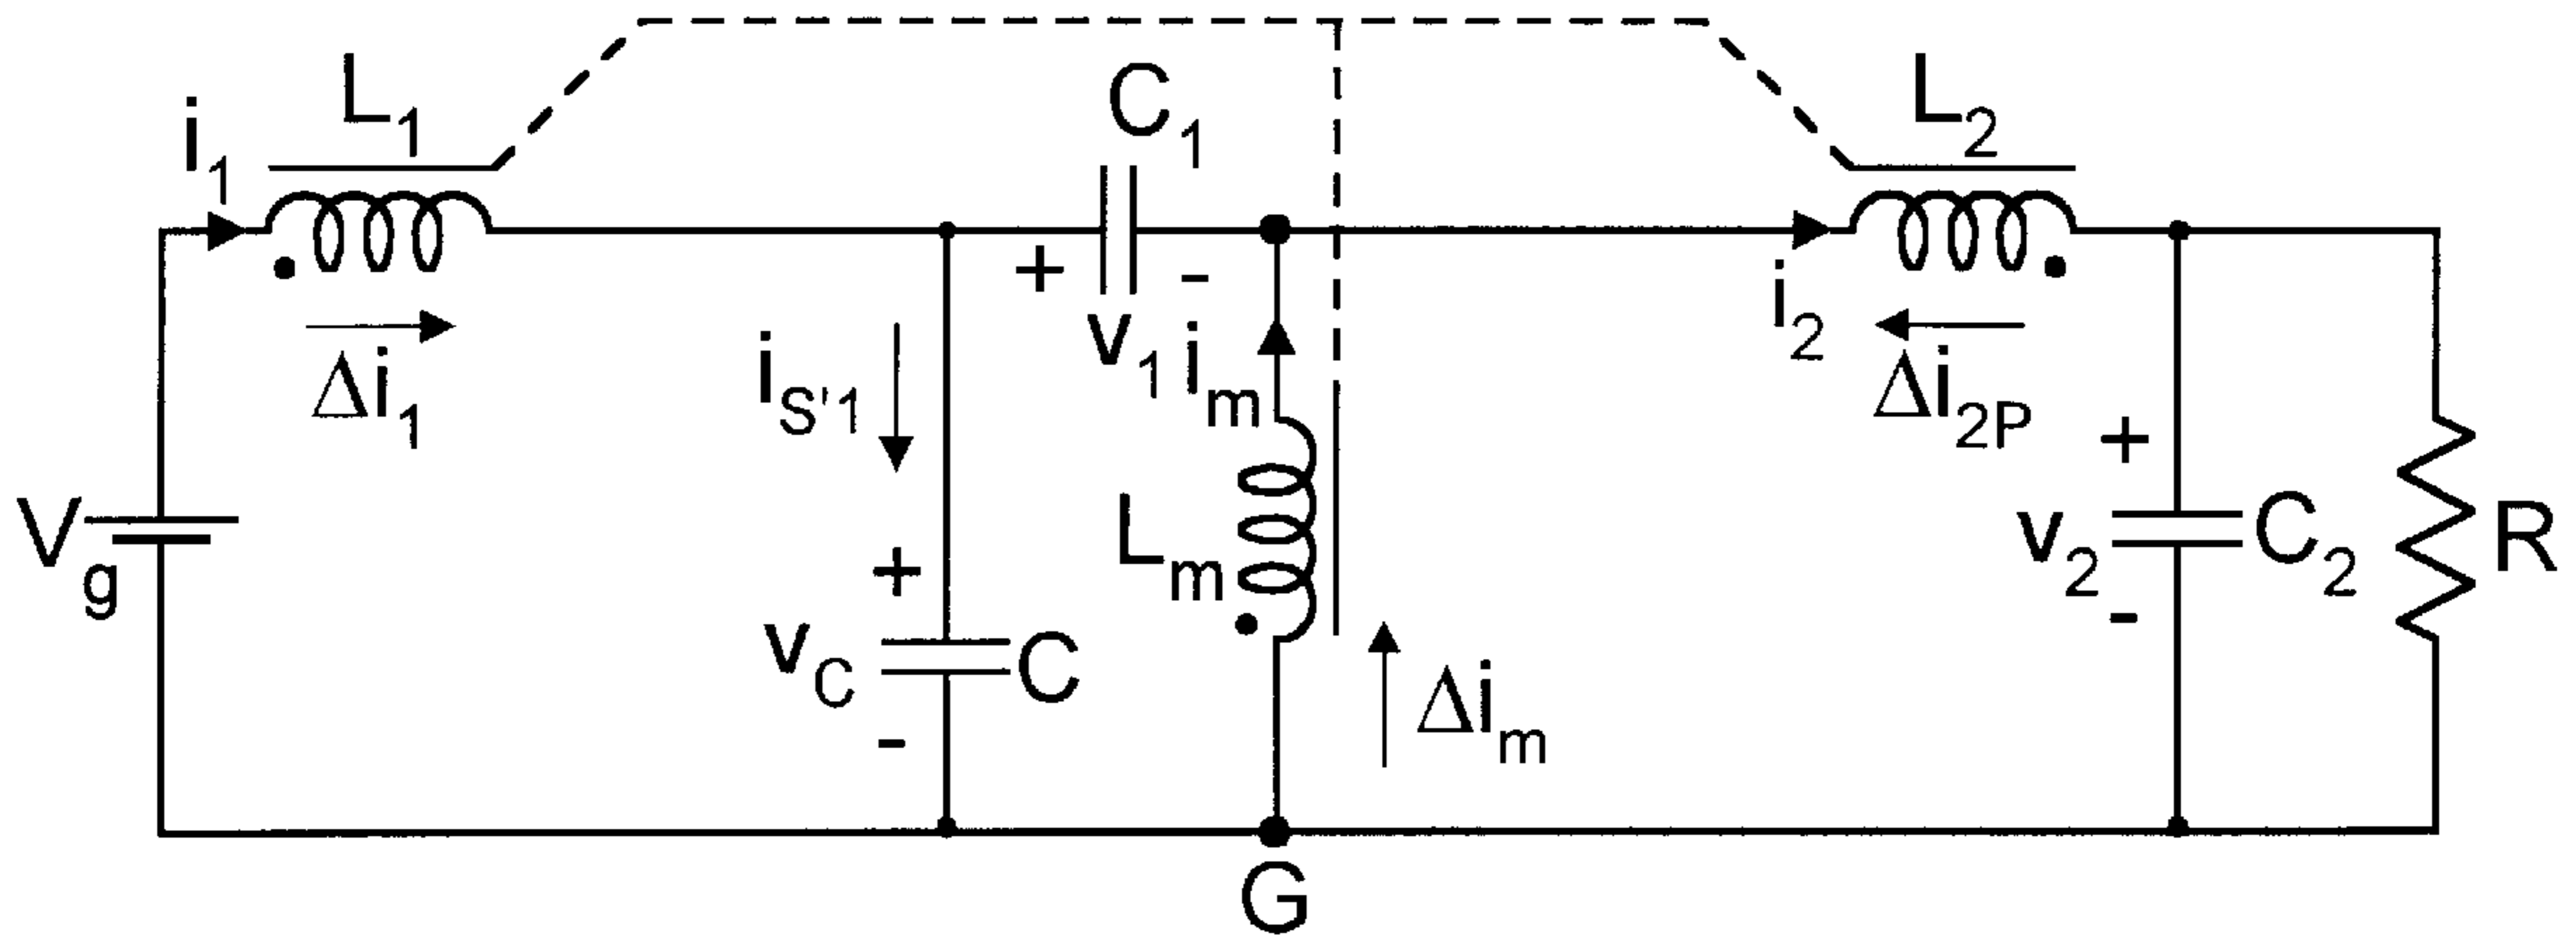 L1
i1
C1
L2
+ -
v1
im
i2
Δi1
iS'1
Δi2P
Vg
+
vC
-
C
Lm
Δim
+
v2
-
C2
R
G